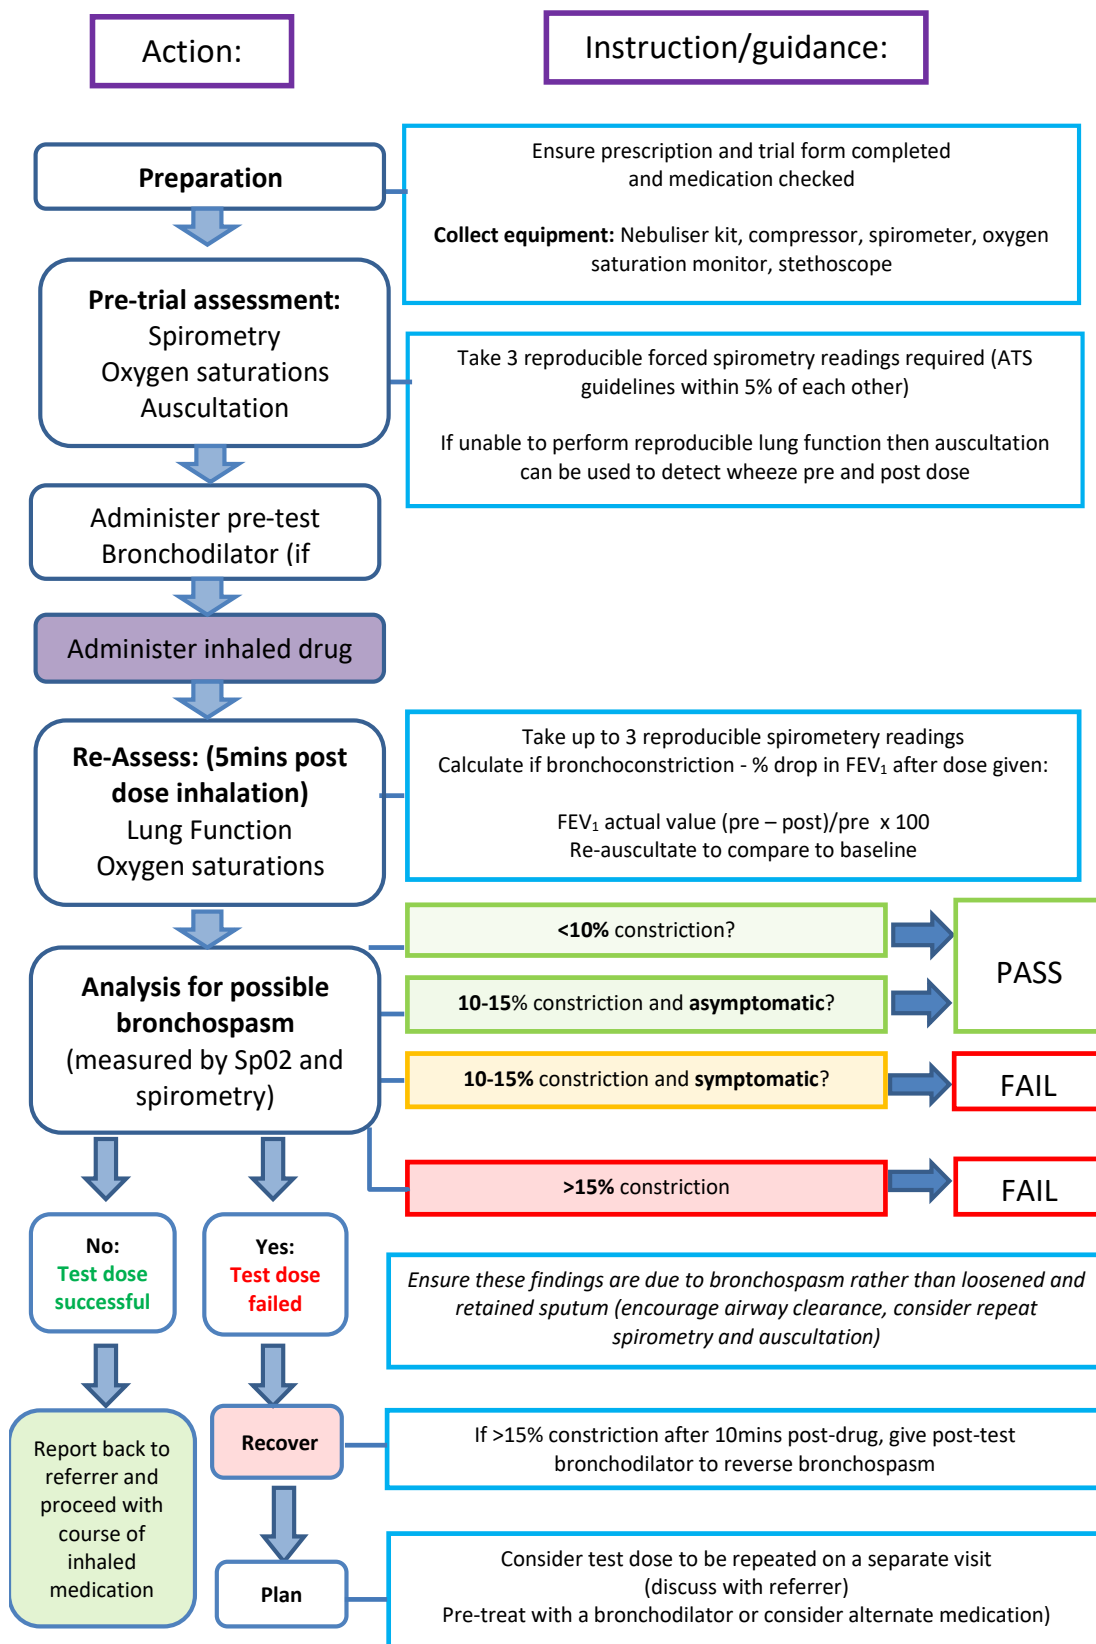 Action:
Instruction/guidance:
Preparation
Ensure prescription and trial form completed
and medication checked
Collect equipment: Nebuliser kit, compressor, spirometer, oxygen
saturation monitor, stethoscope
Pre-trial assessment:
Spirometry
Oxygen saturations
Auscultation
Take 3 reproducible forced spirometry readings required (ATS
guidelines within 5% of each other)
If unable to perform reproducible lung function then auscultation
can be used to detect wheeze pre and post dose
Administer pre-test
Bronchodilator (if
Administer inhaled drug
Re-Assess: (5mins post
dose inhalation)
Lung Function
Oxygen saturations
Take up to 3 reproducible spirometery readings
Calculate if bronchoconstriction - % drop in FEV₁ after dose given:
FEV₁ actual value (pre – post)/pre x 100
Re-auscultate to compare to baseline
Analysis for possible
bronchospasm
(measured by Sp02 and
spirometry)
<10% constriction?
10-15% constriction and asymptomatic?
PASS
10-15% constriction and symptomatic?
FAIL
>15% constriction
FAIL
No:
Test dose
successful
Yes:
Test dose
failed
Ensure these findings are due to bronchospasm rather than loosened and
retained sputum (encourage airway clearance, consider repeat
spirometry and auscultation)
Report back to
referrer and
proceed with
course of
inhaled
medication
Recover
If >15% constriction after 10mins post-drug, give post-test
bronchodilator to reverse bronchospasm
Plan
Consider test dose to be repeated on a separate visit
(discuss with referrer)
Pre-treat with a bronchodilator or consider alternate medication)